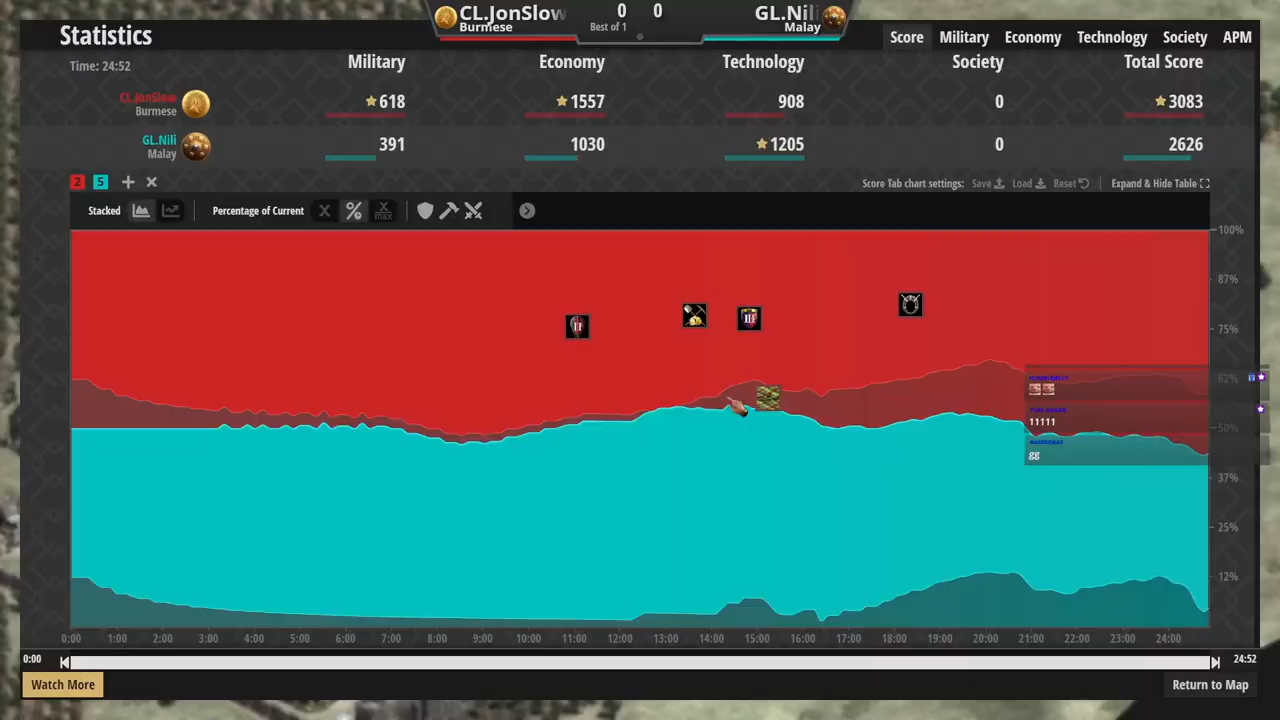 CL.JonSlow 0 0 GL.Nili
Burmese Best of 1 Malay
Statistics
Score Military Economy Technology Society APM
Time: 24:52
Military Economy Technology Society Total Score
CL.JonSlow 618 1557 908 0 3083
Burmese
GL.Nili 391 1030 1205 0 2626
Malay
2 5
Score Tab chart settings: Save Load Reset Expand & Hide Table
Stacked Percentage of Current X % X max
100%
87%
75%
62%
50%
37%
25%
12%
II
III
11111
gg
0:00 1:00 2:00 3:00 4:00 5:00 6:00 7:00 8:00 9:00 10:00 11:00 12:00 13:00 14:00 15:00 16:00 17:00 18:00 19:00 20:00 21:00 22:00 23:00 24:00
0:00 24:52
Watch More Return to Map